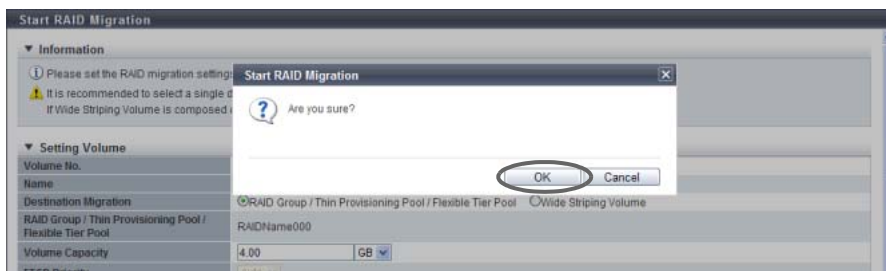 Start RAID Migration
Information
Please set the RAID migration setting
It is recommended to select a single d
If Wide Striping Volume is composed
Start RAID Migration
Are you sure?
OK
Cancel
Setting Volume
Volume No.
Name
Destination Migration
RAID Group / Thin Provisioning Pool / Flexible Tier Pool
Wide Striping Volume
RAID Group / Thin Provisioning Pool /
Flexible Tier Pool
RAIDName000
Volume Capacity
4.00
GB